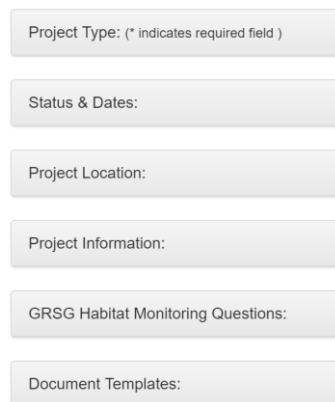 Project Type: (* indicates required field )
Status & Dates:
Project Location:
Project Information:
GRSG Habitat Monitoring Questions:
Document Templates: